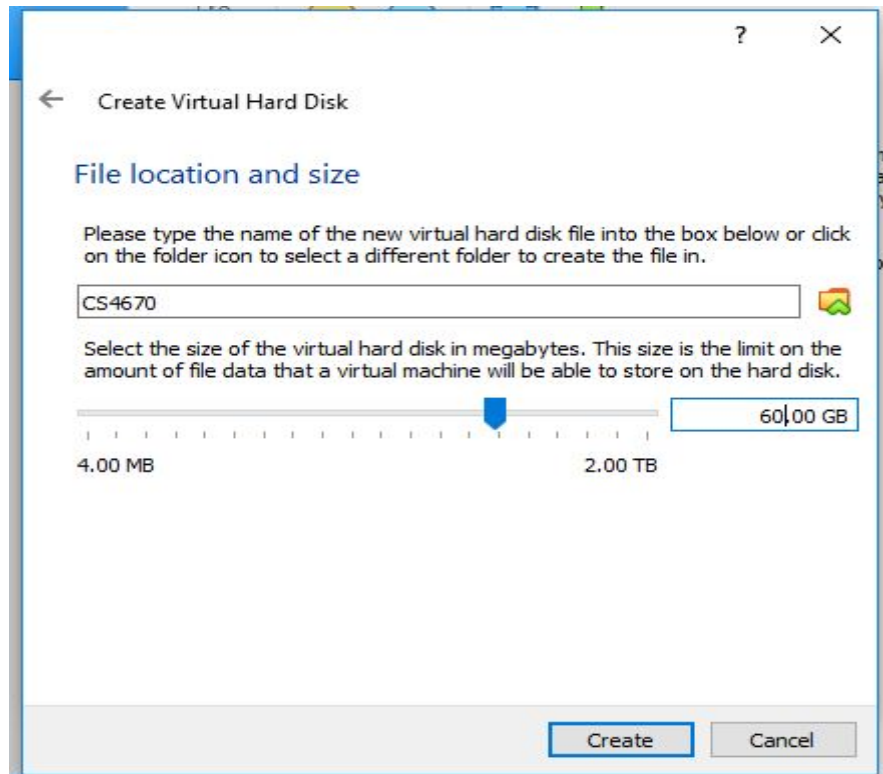 ?
Create Virtual Hard Disk
File location and size
Please type the name of the new virtual hard disk file into the box below or click
on the folder icon to select a different folder to create the file in.
CS4670
Select the size of the virtual hard disk in megabytes. This size is the limit on the
amount of file data that a virtual machine will be able to store on the hard disk.
60.00 GB
4.00 MB 2.00 TB
Create Cancel